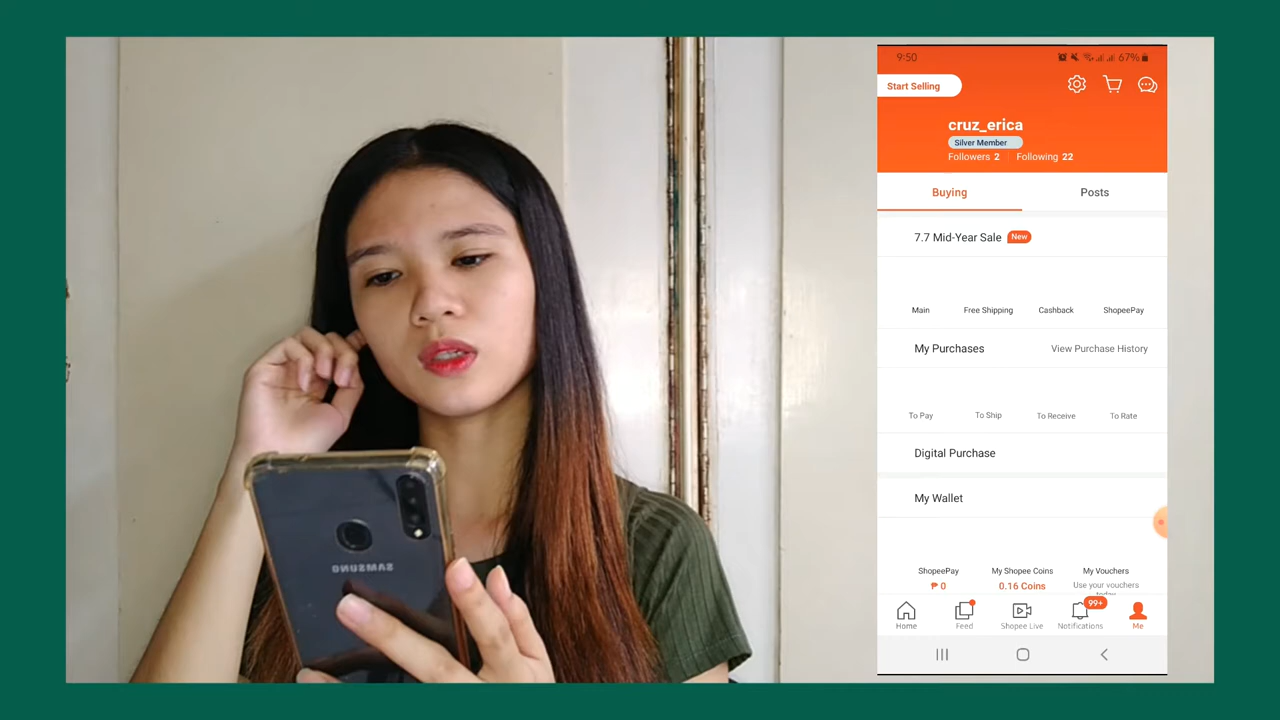 SAMSUNG
9:50
67%
Start Selling
cruz_erica
Silver Member
Followers 2 Following 22
Buying Posts
7.7 Mid-Year Sale New
Main Free Shipping Cashback ShopeePay
My Purchases View Purchase History
To Pay To Ship To Receive To Rate
Digital Purchase
My Wallet
ShopeePay My Shopee Coins My Vouchers
₱ 0 0.16 Coins Use your vouchers
today
99+
Home Feed Shopee Live Notifications Me